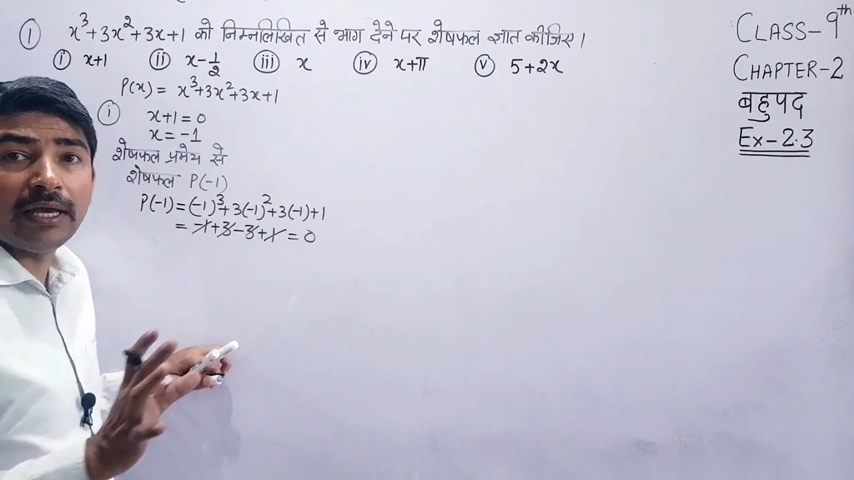 ① x³+3x²+3x+1 को निम्नलिखित से भाग देने पर शेषफल ज्ञात कीजिए।
ⓘ x+1 ⓘⓘ x-1/2 ⓘⓘⓘ x ⓘⓥ x+π ⓥ 5+2x
P(x) = x³+3x²+3x+1
ⓘ x+1=0
x=-1
शेषफल प्रमेय से
शेषफल P(-1)
P(-1)=(-1)³+3(-1)²+3(-1)+1
= -1+3-3+1=0
CLASS-9th
CHAPTER-2
बहुपद
Ex-2.3